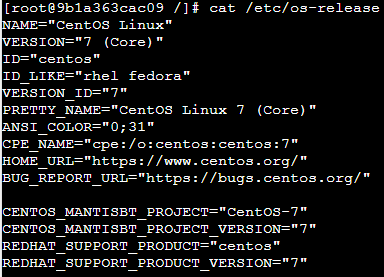 [root@9b1a363cac09 /]# cat /etc/os-release
NAME="CentOS Linux"
VERSION="7 (Core)"
ID="centos"
ID_LIKE="rhel fedora"
VERSION_ID="7"
PRETTY_NAME="CentOS Linux 7 (Core)"
ANSI_COLOR="0;31"
CPE_NAME="cpe:/o:centos:centos:7"
HOME_URL="https://www.centos.org/"
BUG_REPORT_URL="https://bugs.centos.org/"

CENTOS_MANTISBT_PROJECT="CentOS-7"
CENTOS_MANTISBT_PROJECT_VERSION="7"
REDHAT_SUPPORT_PRODUCT="centos"
REDHAT_SUPPORT_PRODUCT_VERSION="7"